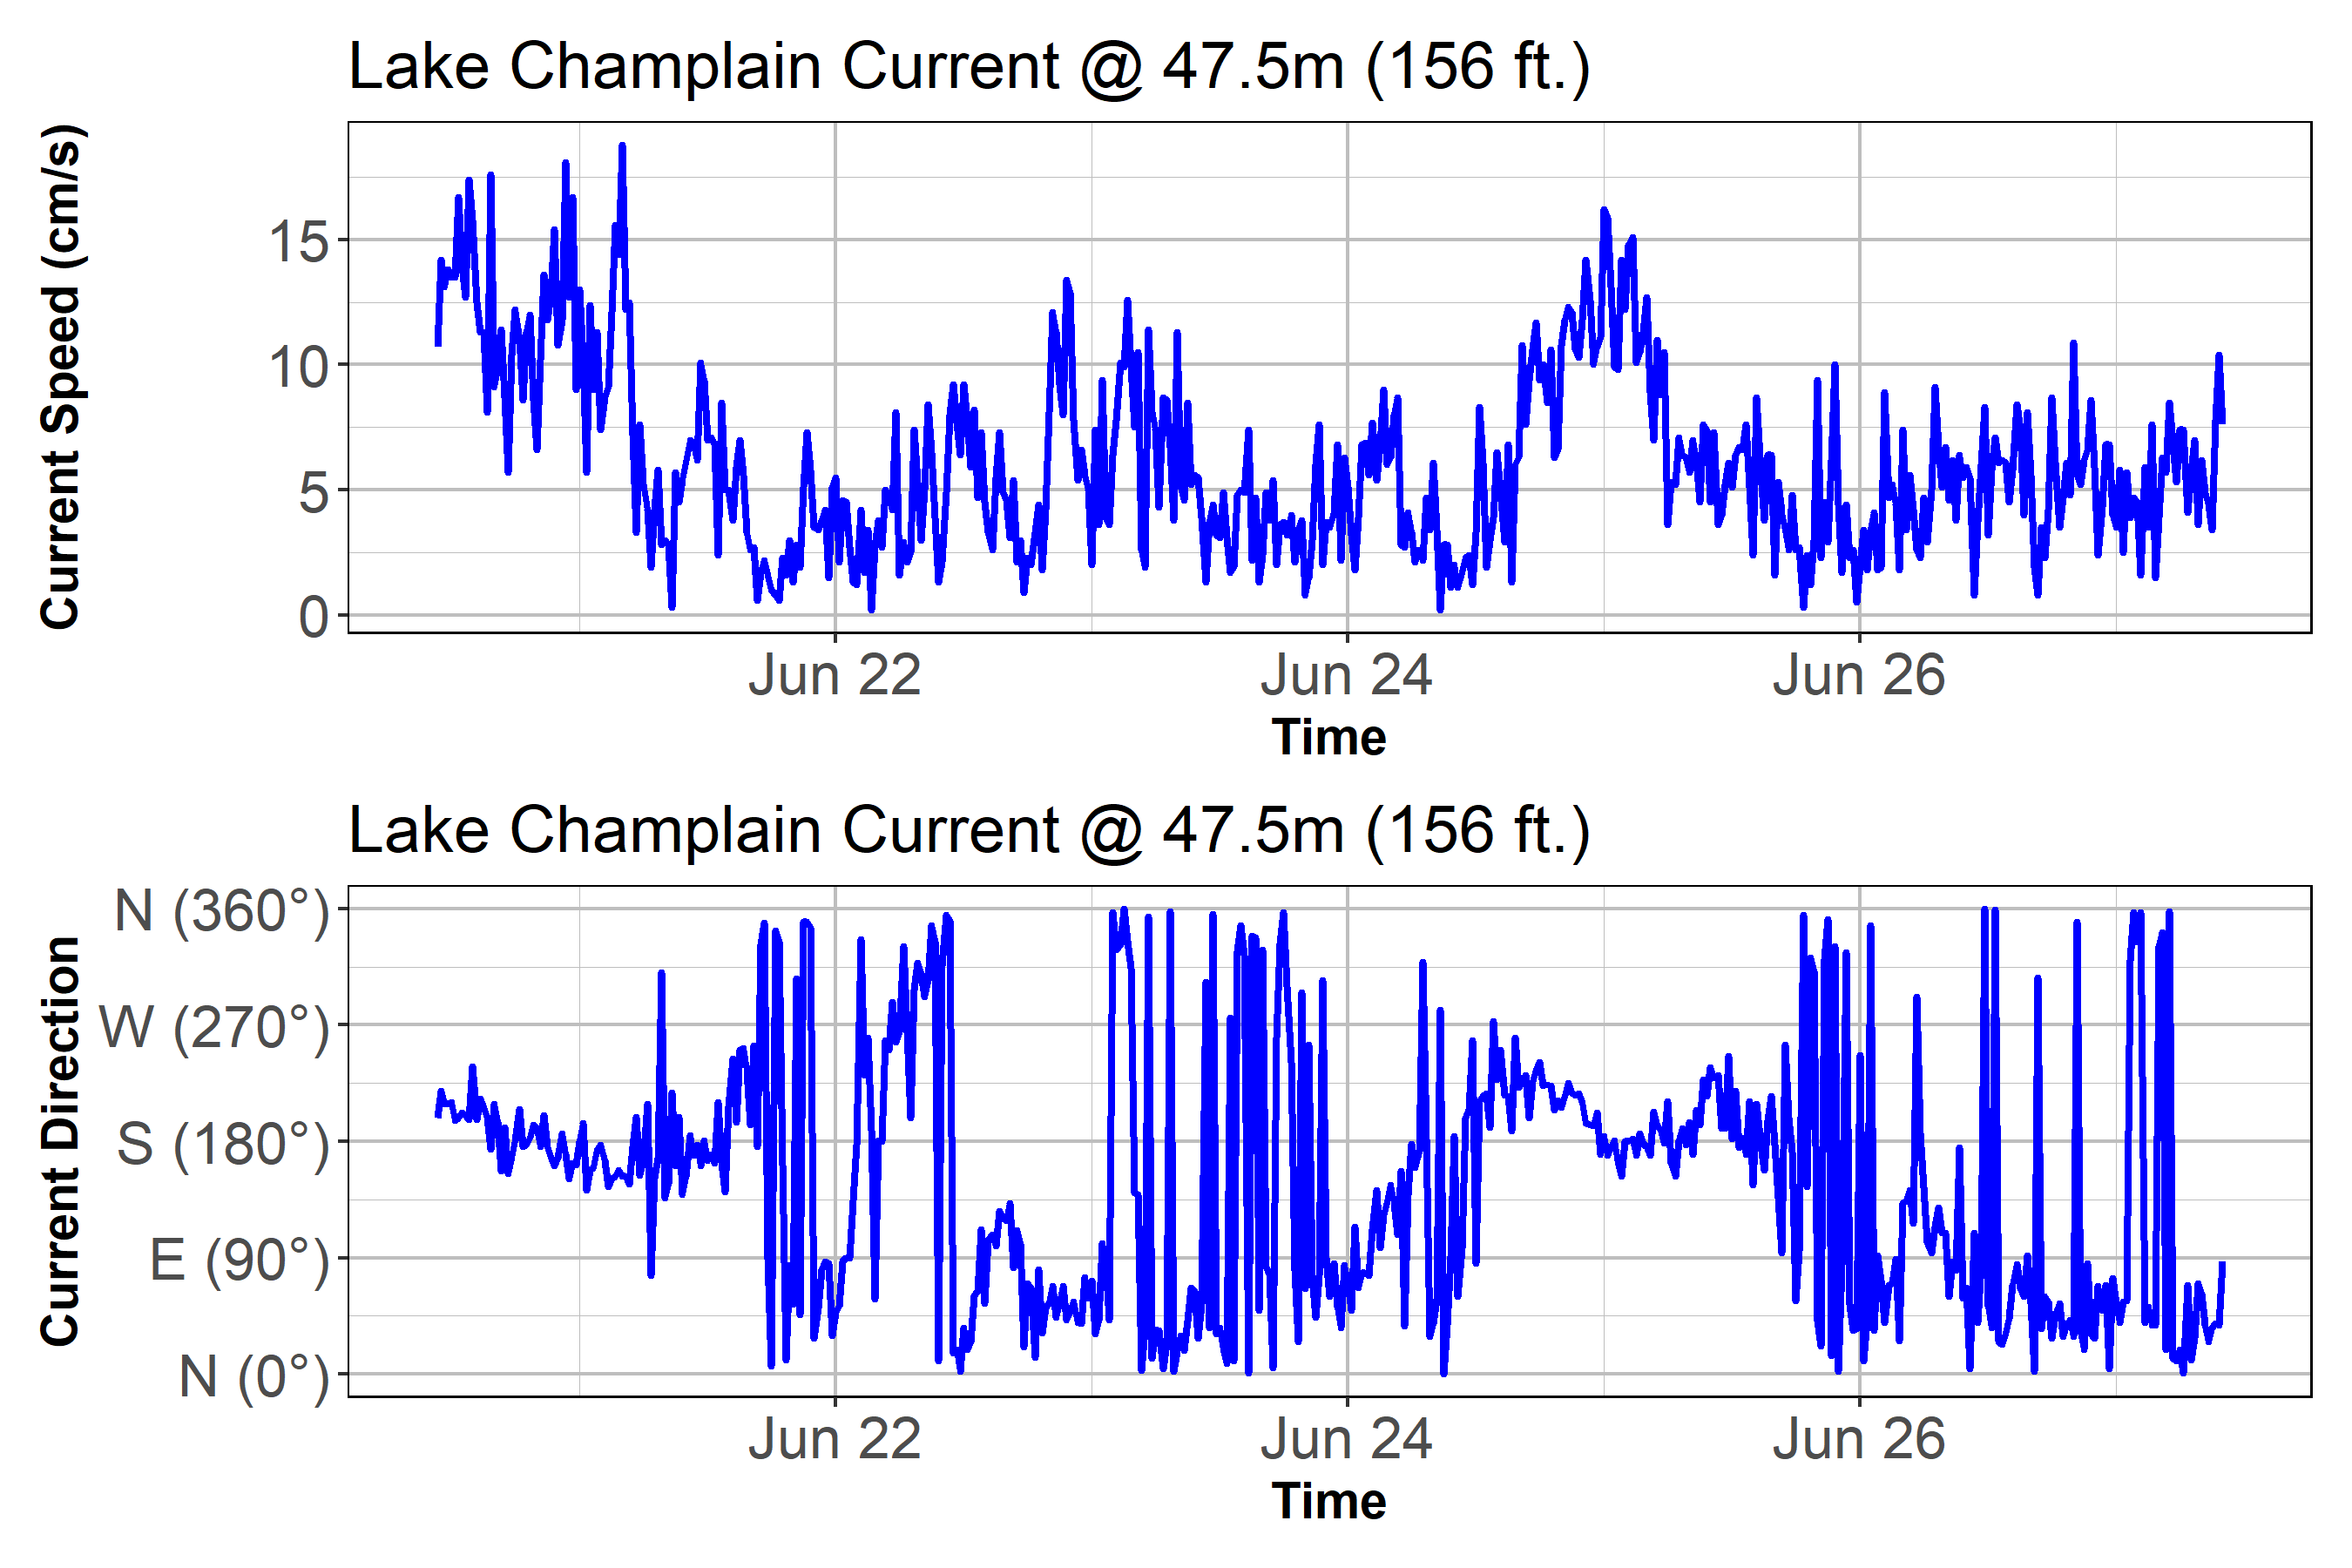 Lake Champlain Current @ 47.5m (156 ft.)
Current Speed (cm/s)
15
10
5
0
Jun 22 Jun 24 Jun 26
Time
Lake Champlain Current @ 47.5m (156 ft.)
Current Direction
N (360°)
W (270°)
S (180°)
E (90°)
N (0°)
Jun 22 Jun 24 Jun 26
Time